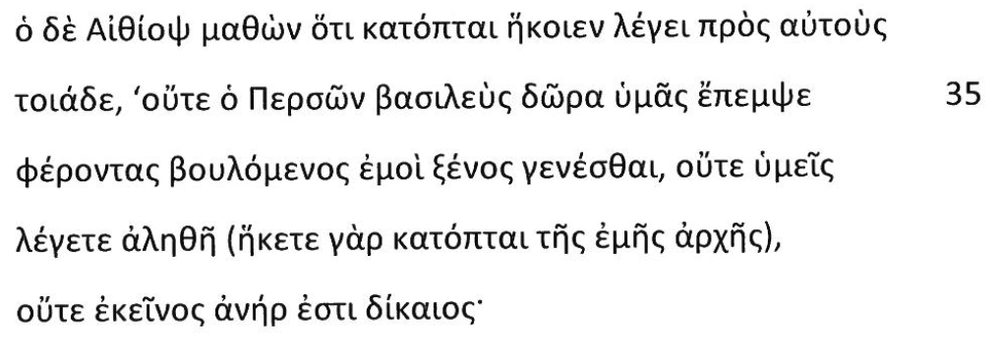 ὁ δὲ Αἰθίοψ μαθὼν ὅτι κατόπται ἥκοιεν λέγει πρὸς αὐτοὺς
τοιάδε, ‘οὔτε ὁ Περσῶν βασιλεὺς δῶρα ὑμᾶς ἔπεμψε 35
φέροντας βουλόμενος ἐμοὶ ξένος γενέσθαι, οὔτε ὑμεῖς
λέγετε ἀληθῆ (ἥκετε γὰρ κατόπται τῆς ἐμῆς ἀρχῆς),
οὔτε ἐκεῖνος ἀνήρ ἐστι δίκαιος·